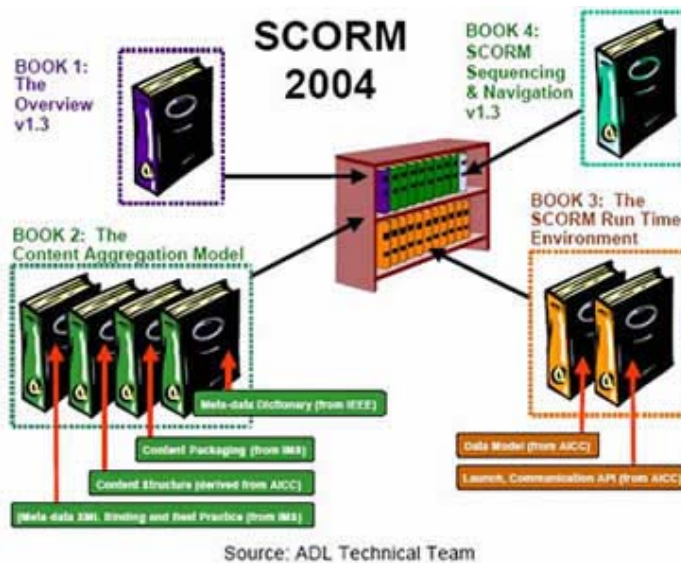 SCORM
2004
BOOK 1:
The
Overview
v1.3
BOOK 4:
SCORM
Sequencing
& Navigation
v1.3
BOOK 2: The
Content Aggregation Model
BOOK 3: The
SCORM Run Time
Environment
Meta-data Dictionary (from IEEE)
Content Packaging (from IMS)
Content Structure (derived from AICC)
(Meta-data XML Binding and Best Practice (from IMS)
Data Model (from AICC)
Launch, Communication API (from AICC)
Source: ADL Technical Team